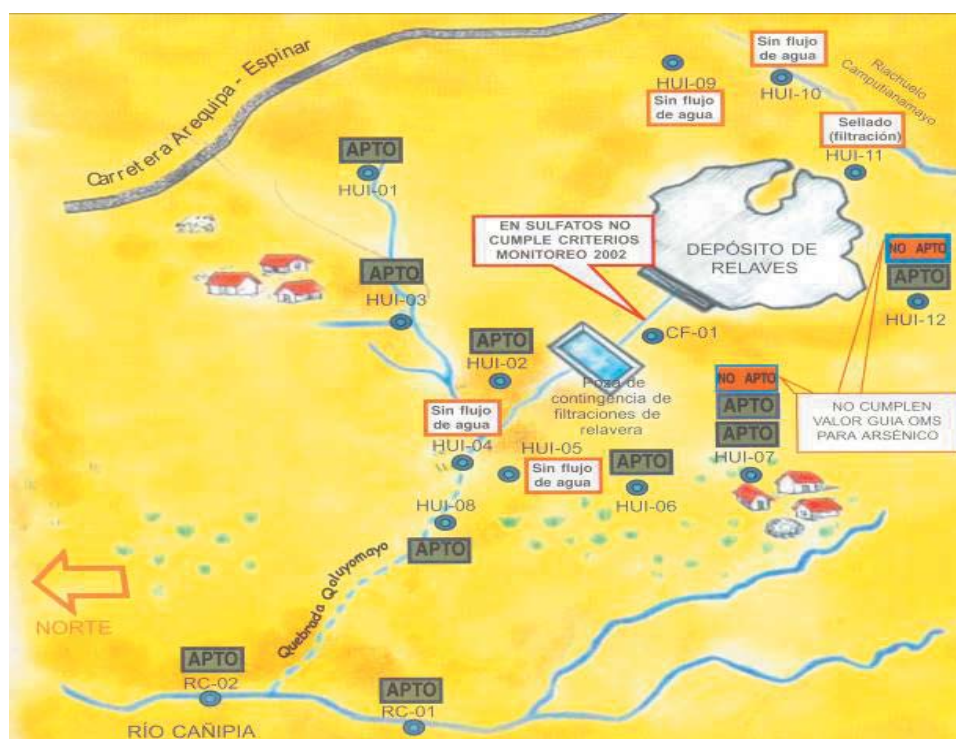 Carretera Arequipa - Espinar
Sin flujo
de agua
HUI-10
HUI-09
Sin flujo
de agua
Riachuelo
Camputianamayo
Sellado
(filtración)
HUI-11
APTO
HUI-01
EN SULFATOS NO
CUMPLE CRITERIOS
MONITOREO 2002
DEPÓSITO DE
RELAVES
NO APTO
APTO
HUI-12
APTO
HUI-03
CF-01
APTO
HUI-02
Poza de
contingencia de
filtraciones de
relavera
NO APTO
APTO
APTO
HUI-07
NO CUMPLEN
VALOR GUIA OMS
PARA ARSÉNICO
Sin flujo
de agua
HUI-04
HUI-05
Sin flujo
de agua
APTO
HUI-06
HUI-08
APTO
Quebrada Qoluyomayo
NORTE
APTO
RC-02
APTO
RC-01
RÍO CAÑIPIA